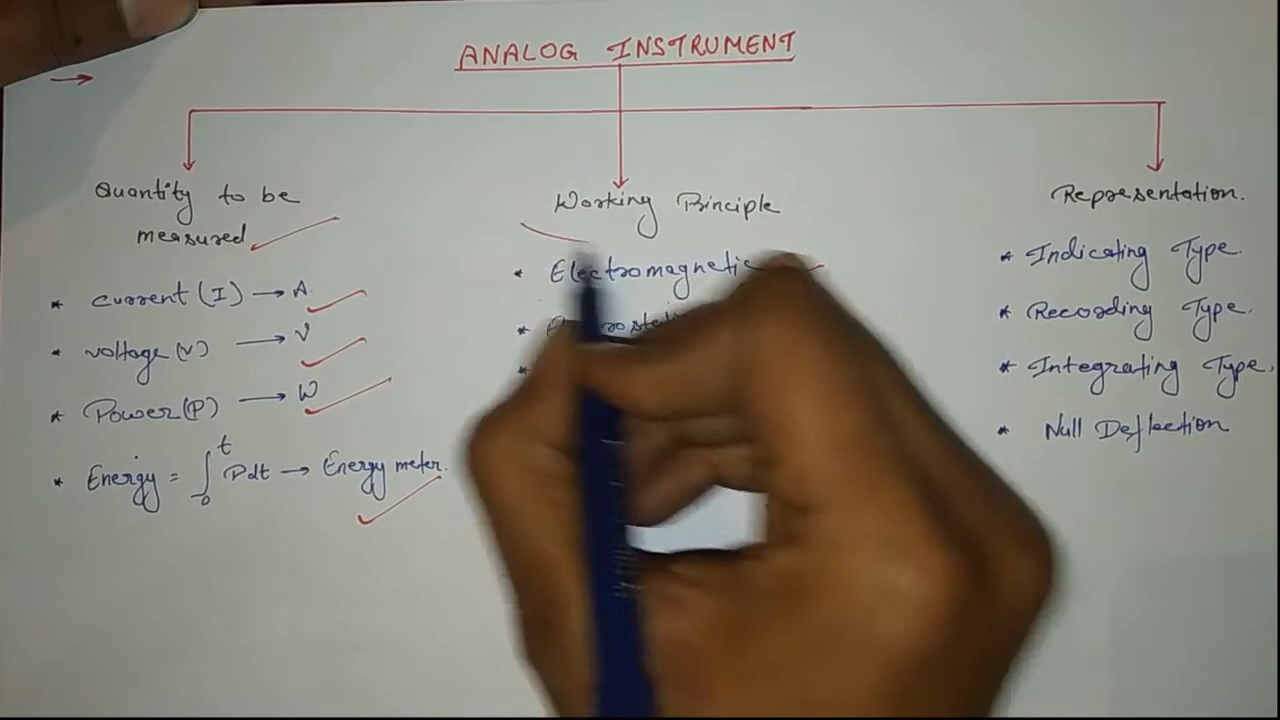 ANALOG INSTRUMENT
Quantity to be
measured
* Current (I) → A.
* Voltage (V) → V
* Power (P) → W
* Energy = ∫₀ᵗ Pdt → Energy meter.
Working Principle
* Electromagnetic
*
*
Representation.
* Indicating Type.
* Recording Type.
* Integrating Type.
* Null Deflection